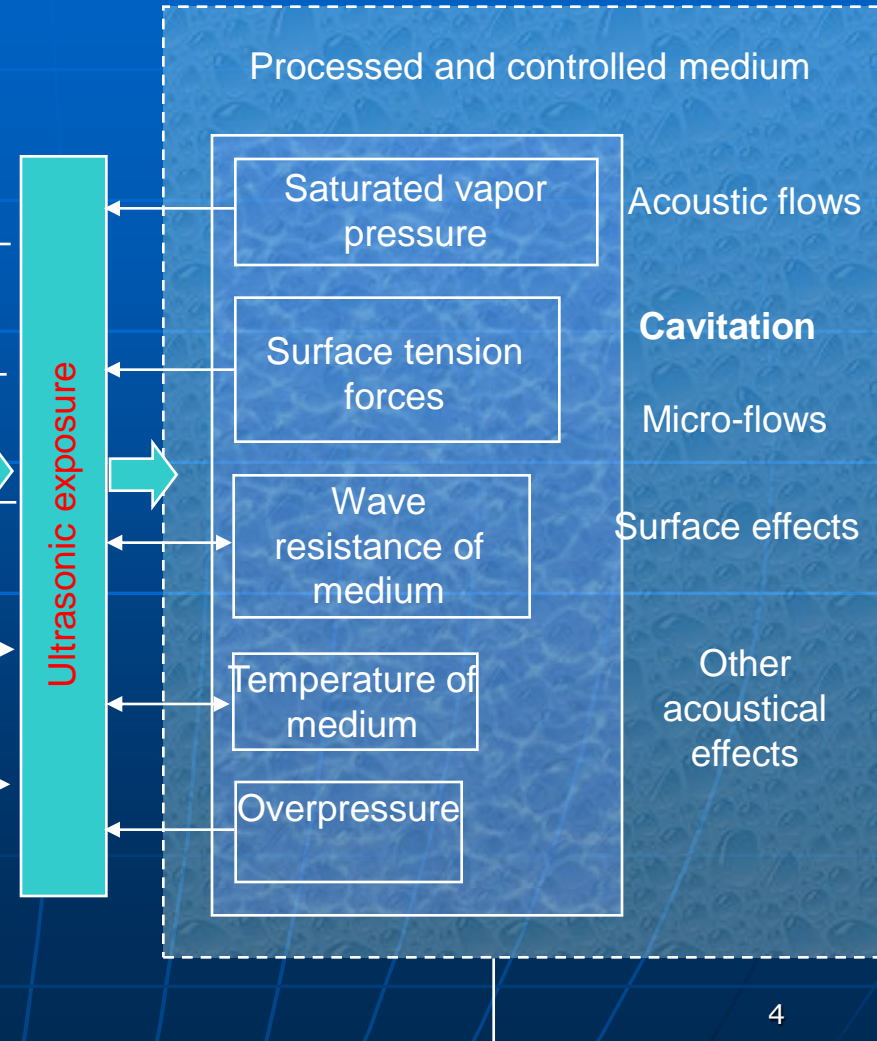 Processed and controlled medium
Ultrasonic exposure
Saturated vapor
pressure
Surface tension
forces
Wave
resistance of
medium
Temperature of
medium
Overpressure
Acoustic flows
Cavitation
Micro-flows
Surface effects
Other
acoustical
effects
4